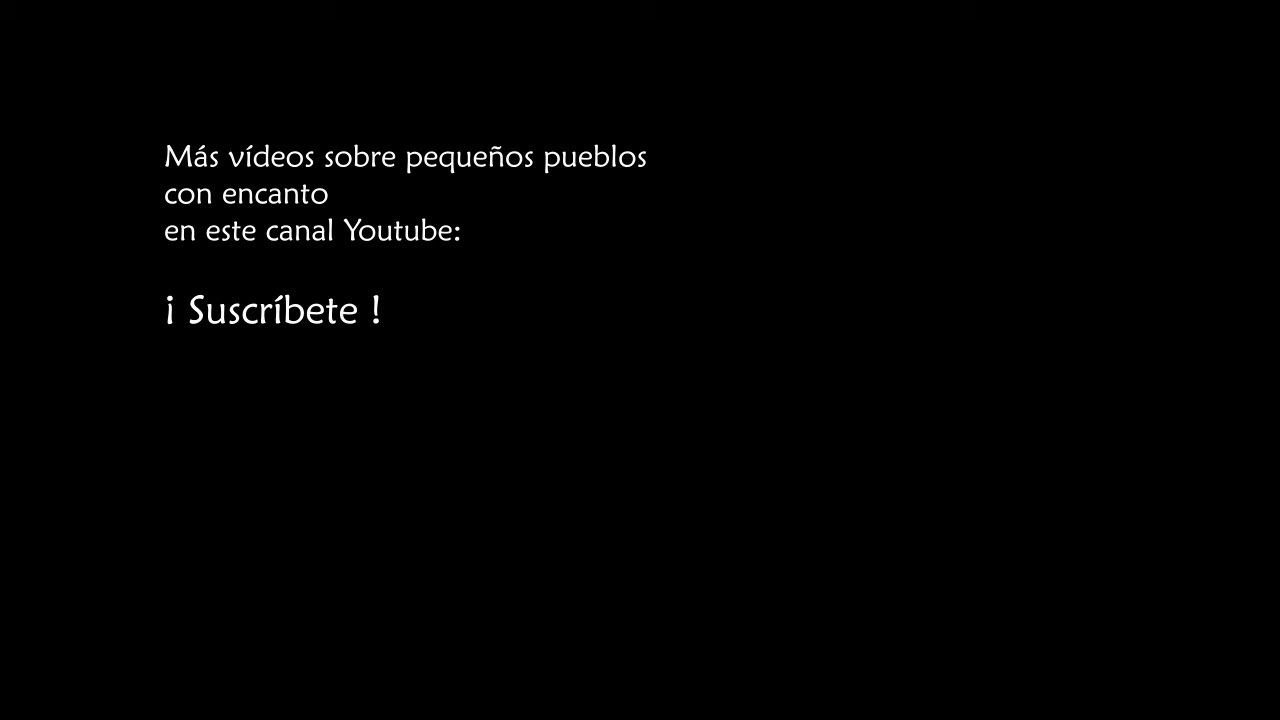 Más vídeos sobre pequeños pueblos
con encanto
en este canal Youtube:
¡ Suscríbete !